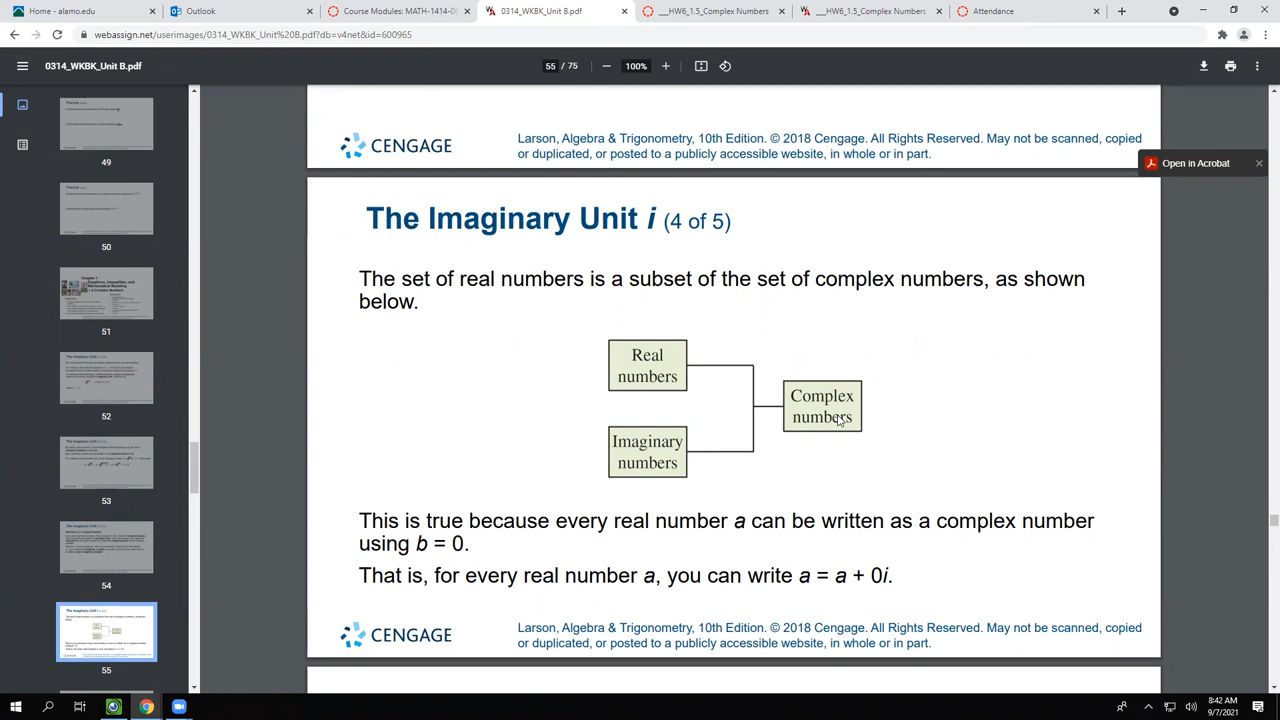 Home - alamo.edu
Outlook
Course Modules: MATH-1414-0
0314_WKBK_Unit B.pdf
__HW6_1.5_Complex Numbers
__HW6_1.5_Complex Numbers
Attendance
webassign.net/userimages/0314_WKBK_Unit%20B.pdf?db=v4net&id=600965
0314_WKBK_Unit B.pdf
55 / 75
100%
Open in Acrobat
49
50
51
52
53
54
55
CENGAGE
Larson, Algebra & Trigonometry, 10th Edition. © 2018 Cengage. All Rights Reserved. May not be scanned, copied
or duplicated, or posted to a publicly accessible website, in whole or in part.
The Imaginary Unit i (4 of 5)
The set of real numbers is a subset of the set of complex numbers, as shown
below.
Real
numbers
Complex
numbers
Imaginary
numbers
This is true because every real number a can be written as a complex number
using b = 0.
That is, for every real number a, you can write a = a + 0i.
CENGAGE
Larson, Algebra & Trigonometry, 10th Edition. © 2018 Cengage. All Rights Reserved. May not be scanned, copied
or duplicated, or posted to a publicly accessible website, in whole or in part.
8:42 AM
9/7/2021